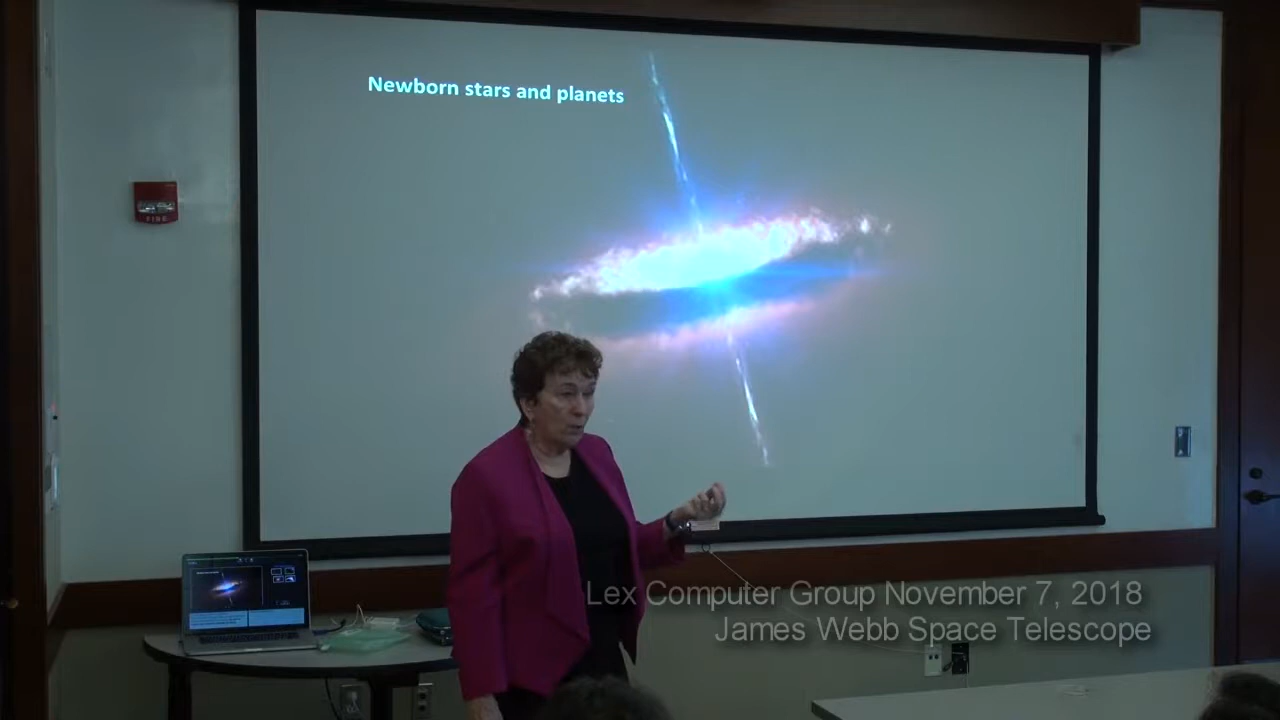 Newborn stars and planets
FIRE
Lex Computer Group November 7, 2018
James Webb Space Telescope